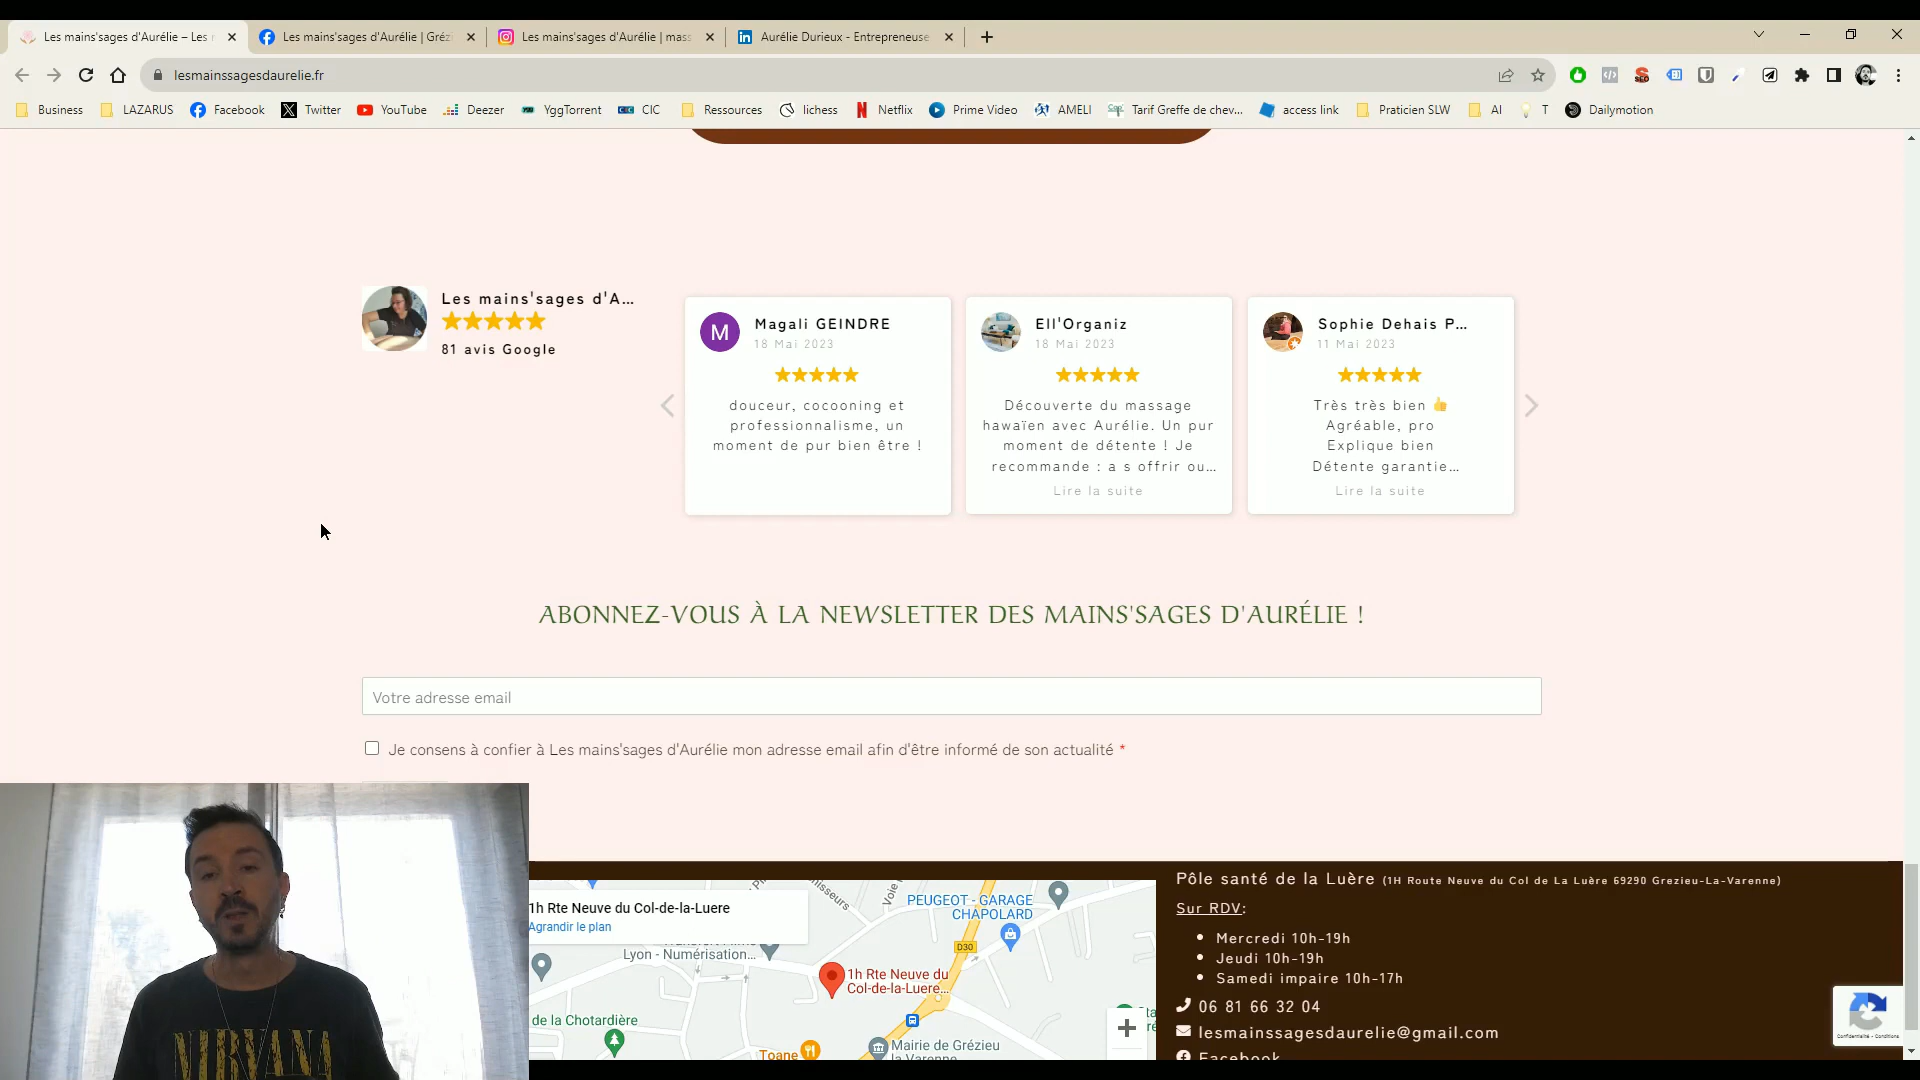 Les mains'sages d'Aurélie – Les
Les mains'sages d'Aurélie | Gréz
Les mains'sages d'Aurélie | mass
Aurélie Durieux - Entrepreneuse
lesmainssagesdaurelie.fr
Business
LAZARUS
Facebook
Twitter
YouTube
Deezer
YggTorrent
CIC
Ressources
lichess
Netflix
Prime Video
AMELI
Tarif Greffe de chev...
access link
Praticien SLW
AI
T
Dailymotion
Les mains'sages d'A...
81 avis Google
M
Magali GEINDRE
18 Mai 2023
douceur, cocooning et
professionnalisme, un
moment de pur bien être !
Ell'Organiz
18 Mai 2023
Découverte du massage
hawaïen avec Aurélie. Un pur
moment de détente ! Je
recommande : a s offrir ou...
Lire la suite
Sophie Dehais P...
11 Mai 2023
Très très bien 👍
Agréable, pro
Explique bien
Détente garantie...
Lire la suite
ABONNEZ-VOUS À LA NEWSLETTER DES MAINS'SAGES D'AURÉLIE !
Votre adresse email
Je consens à confier à Les mains'sages d'Aurélie mon adresse email afin d'être informé de son actualité *
NIRVANA
1h Rte Neuve du Col-de-la-Luere
Agrandir le plan
Lyon - Numérisation...
PEUGEOT - GARAGE
CHAPOLARD
D30
1h Rte Neuve du
Col-de-la-Luere...
de la Chotardière
Toane
Mairie de Grézieu
la Varenne
Pôle santé de la Luère (1H Route Neuve du Col de La Luère 69290 Grezieu-La-Varenne)
Sur RDV:
Mercredi 10h-19h
Jeudi 10h-19h
Samedi impaire 10h-17h
06 81 66 32 04
lesmainssagesdaurelie@gmail.com
Facebook
Confidentialité - Conditions